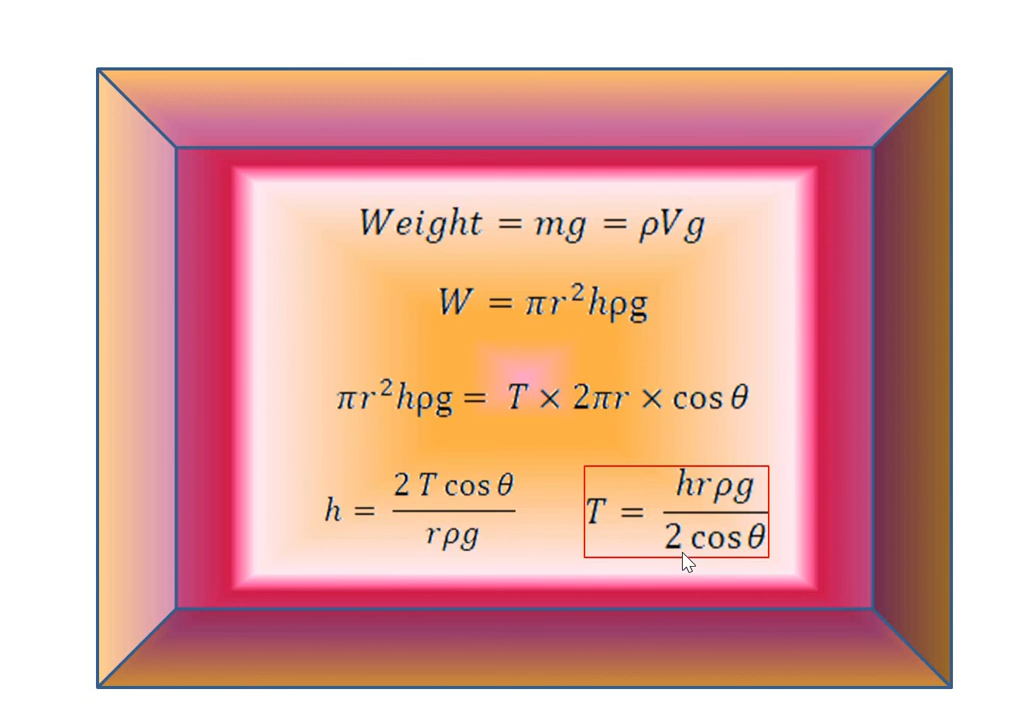 Weight = mg = ρVg
W = πr²hρg
πr²hρg = T × 2πr × cos θ
h = 2 T cos θ / rρg
T = hrρg / 2 cos θ